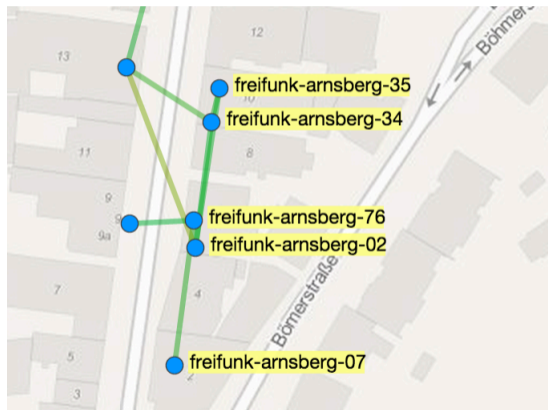 13
12
Böhmers
freifunk-arnsberg-35
10
freifunk-arnsberg-34
11
8
9
freifunk-arnsberg-76
9a
freifunk-arnsberg-02
7
4
Bömerstraße
5
freifunk-arnsberg-07
2
3